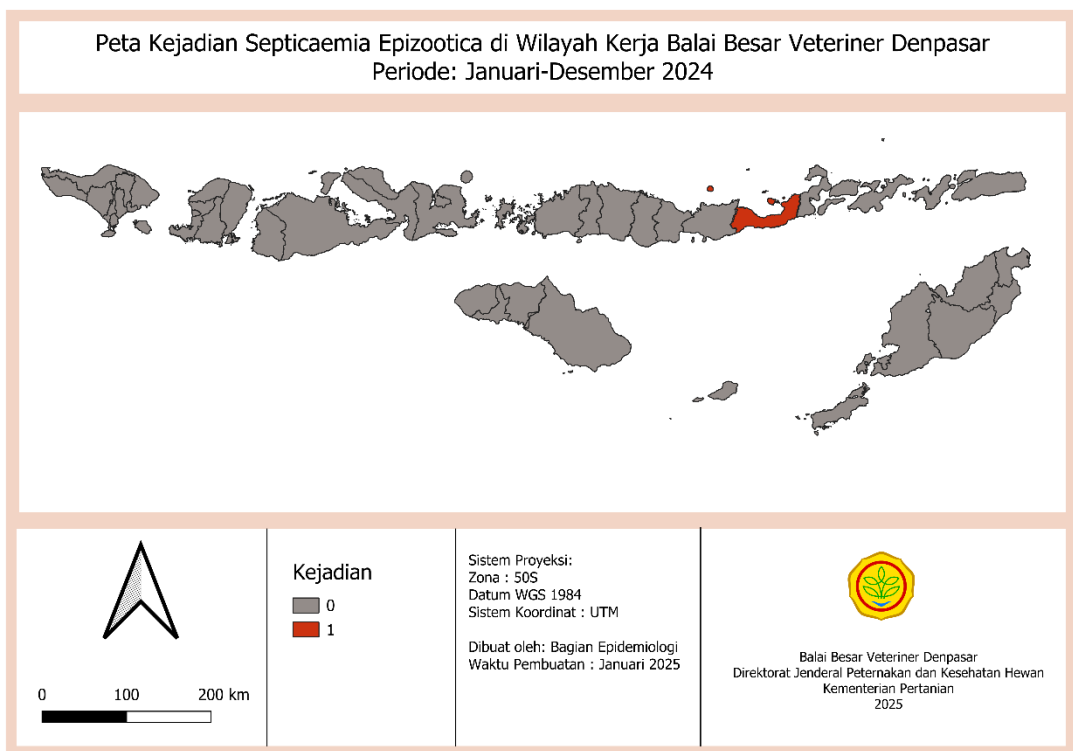 Peta Kejadian Septicaemia Epizootica di Wilayah Kerja Balai Besar Veteriner Denpasar
Periode: Januari-Desember 2024
0 100 200 km
Kejadian
0
1
Sistem Proyeksi:
Zona : 50S
Datum WGS 1984
Sistem Koordinat : UTM
Dibuat oleh: Bagian Epidemiologi
Waktu Pembuatan : Januari 2025
Balai Besar Veteriner Denpasar
Direktorat Jenderal Peternakan dan Kesehatan Hewan
Kementerian Pertanian
2025